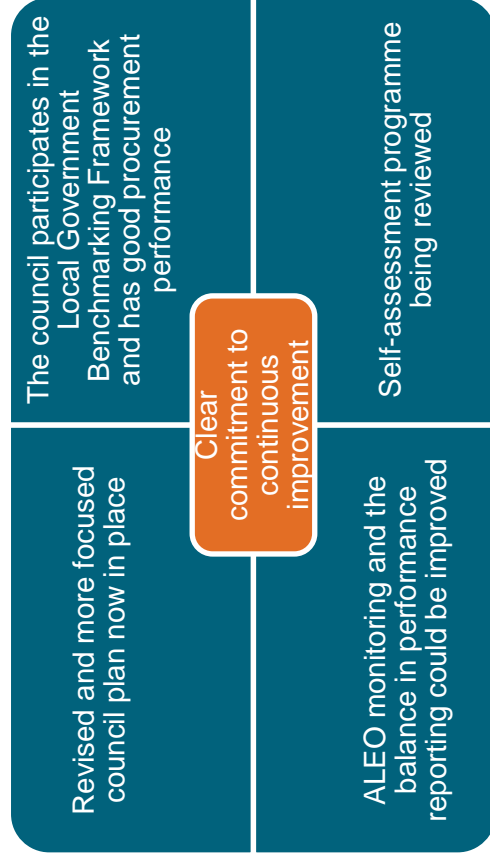 Revised and more focused
council plan now in place
The council participates in the
Local Government
Benchmarking Framework
and has good procurement
performance
Clear
commitment to
continuous
improvement
ALEO monitoring and the
balance in performance
reporting could be improved
Self-assessment programme
being reviewed